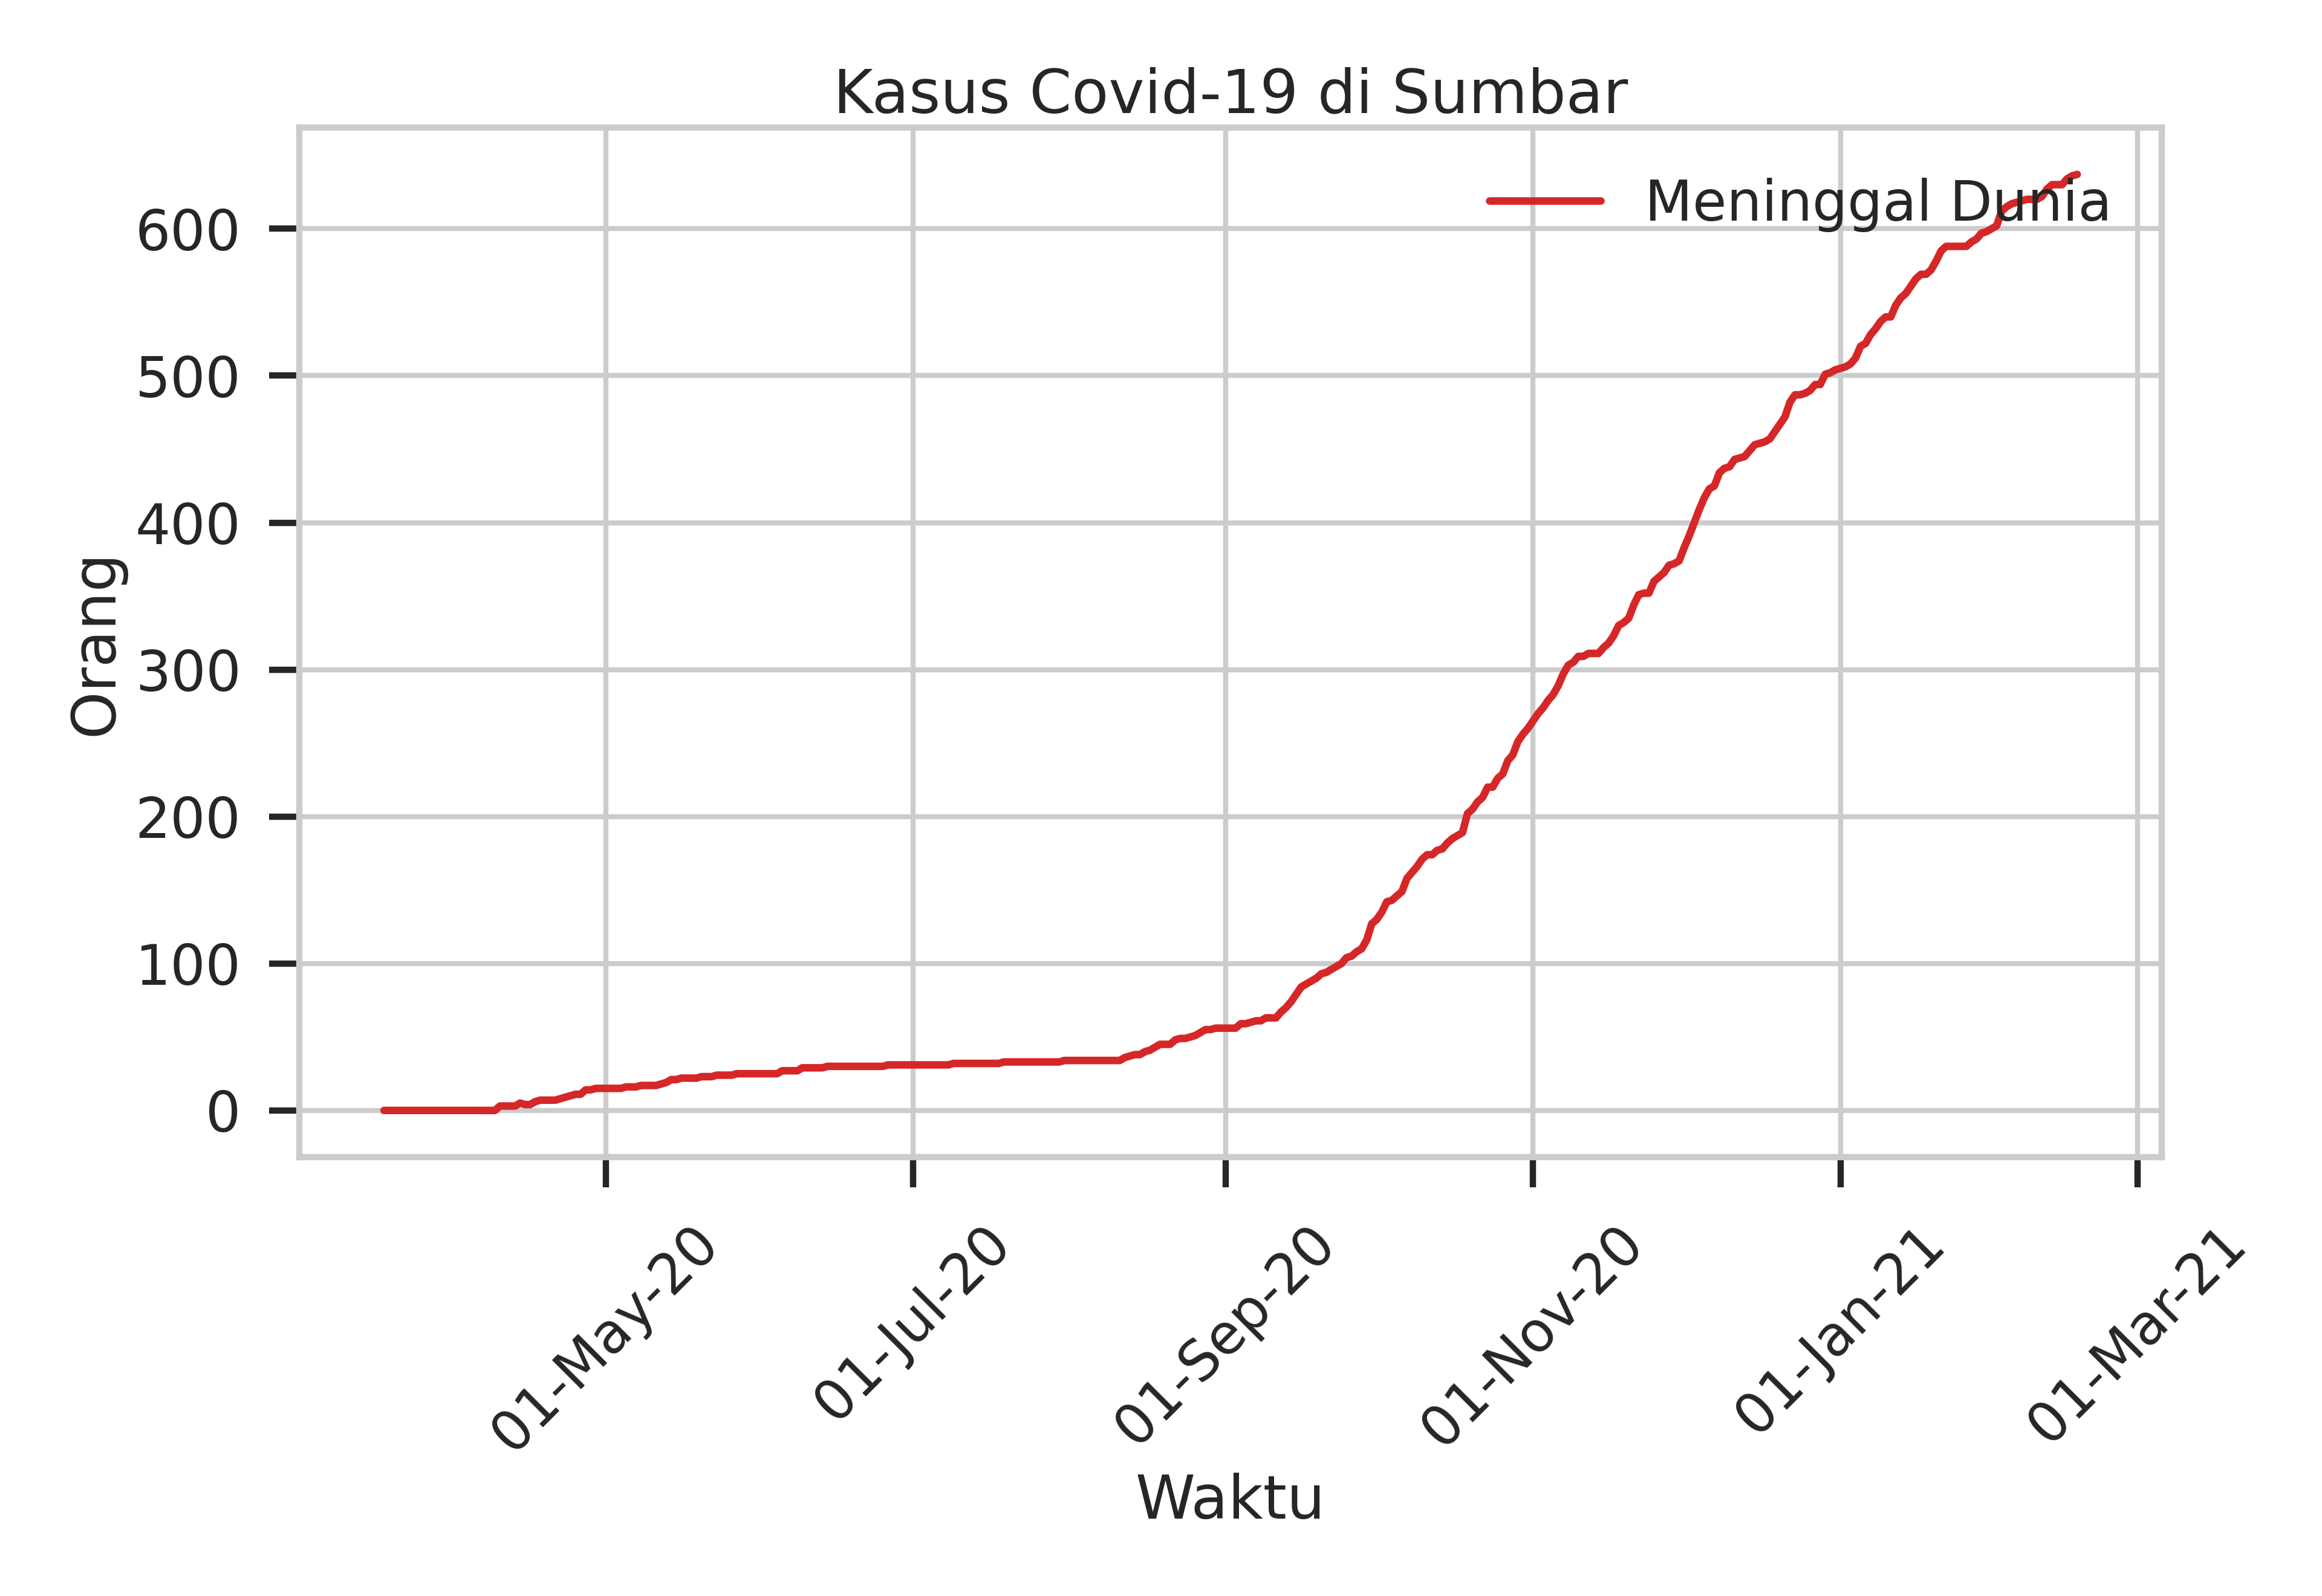 Kasus Covid-19 di Sumbar
Meninggal Dunia
Orang
600
500
400
300
200
100
0
01-May-20
01-Jul-20
01-Sep-20
01-Nov-20
01-Jan-21
01-Mar-21
Waktu